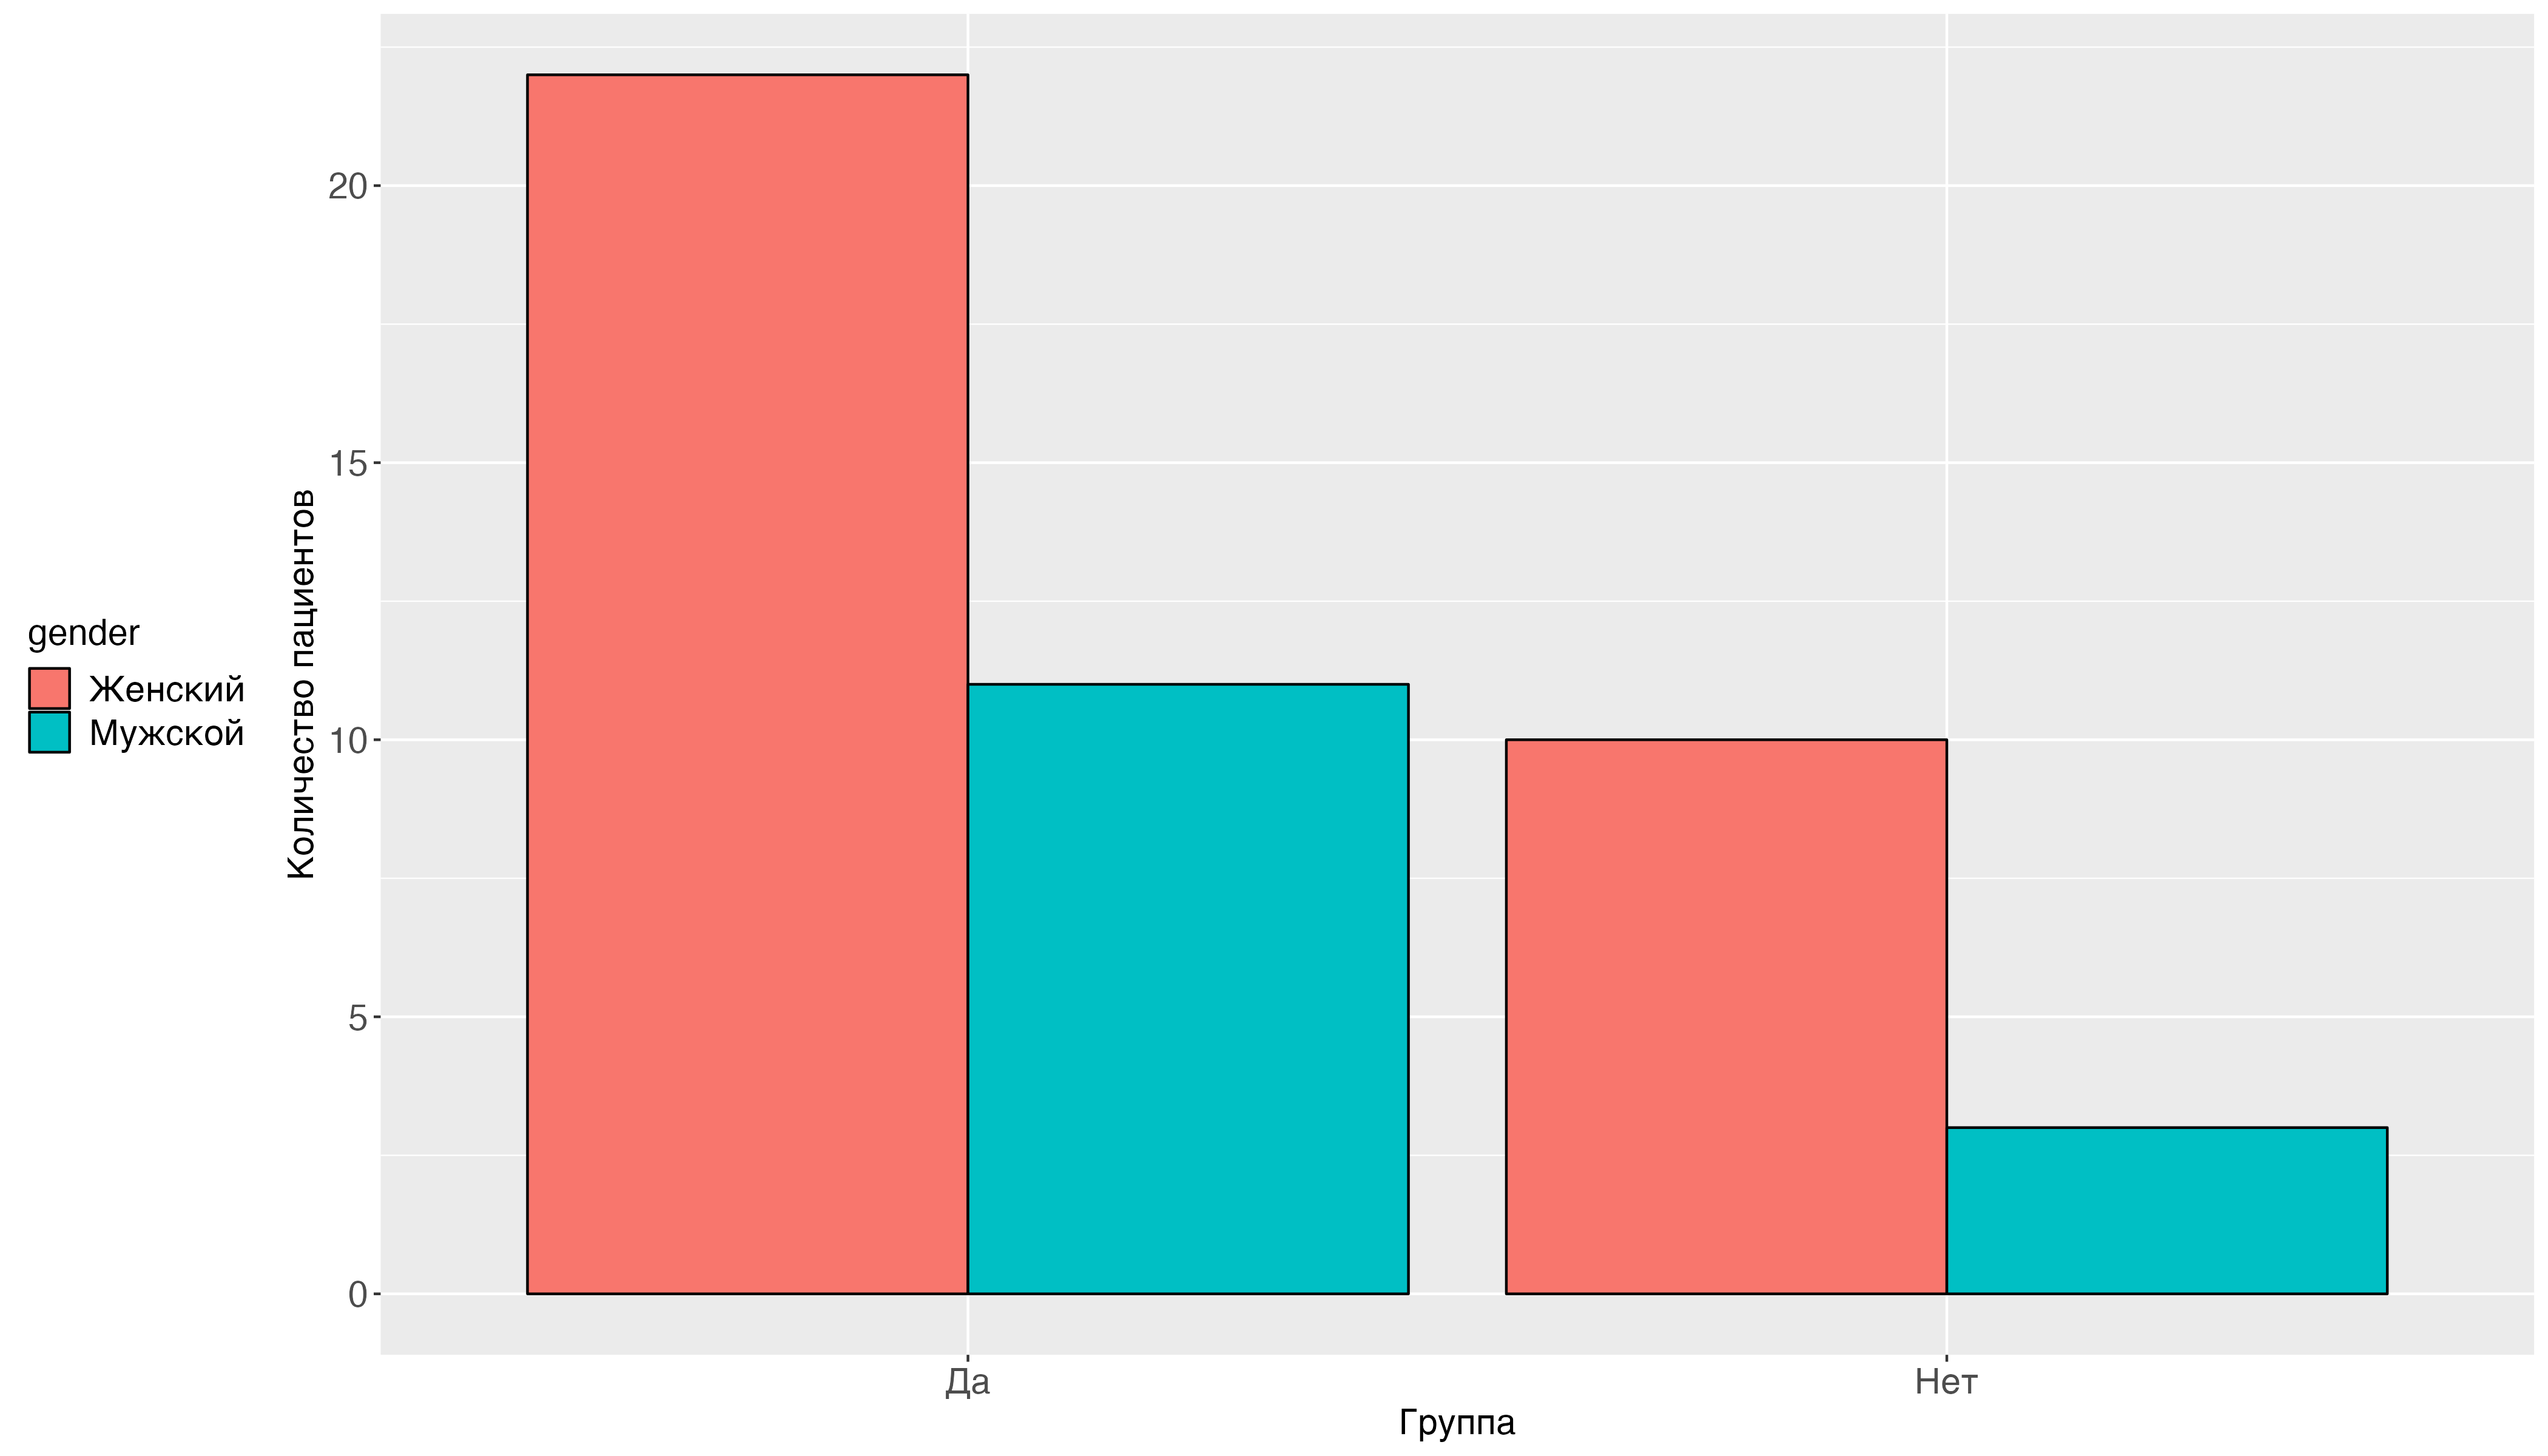 gender
Женский
Мужской
Количество пациентов
20
15
10
5
0
Да
Нет
Группа